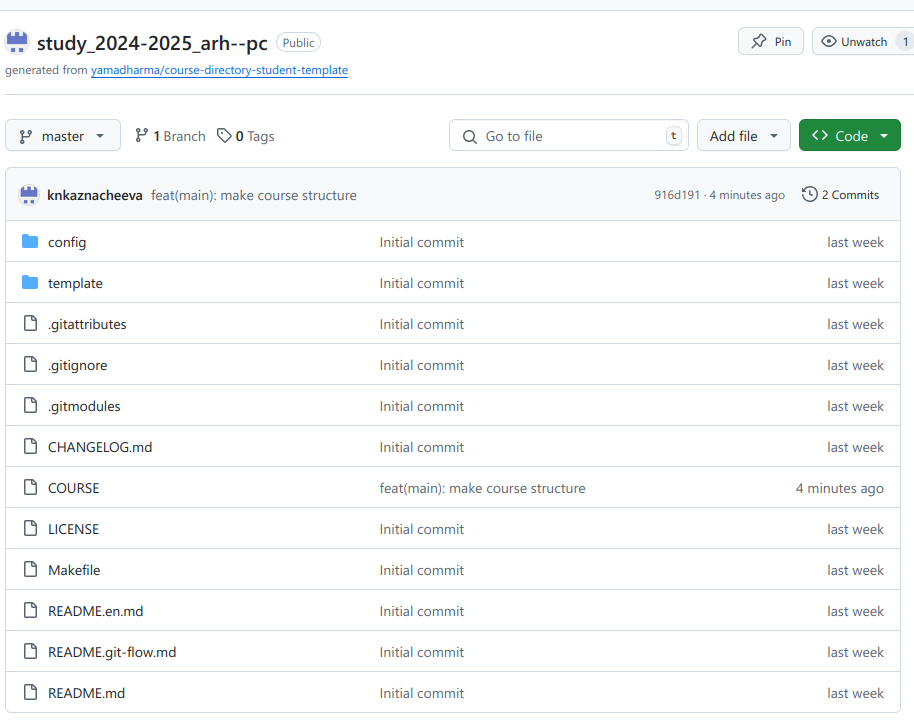 study_2024-2025_arh--pc Public Pin Unwatch 1
generated from yamadharma/course-directory-student-template
master 1 Branch 0 Tags Go to file t Add file Code
knkaznacheeva feat(main): make course structure 916d191 · 4 minutes ago 2 Commits
config Initial commit last week
template Initial commit last week
.gitattributes Initial commit last week
.gitignore Initial commit last week
.gitmodules Initial commit last week
CHANGELOG.md Initial commit last week
COURSE feat(main): make course structure 4 minutes ago
LICENSE Initial commit last week
Makefile Initial commit last week
README.en.md Initial commit last week
README.git-flow.md Initial commit last week
README.md Initial commit last week